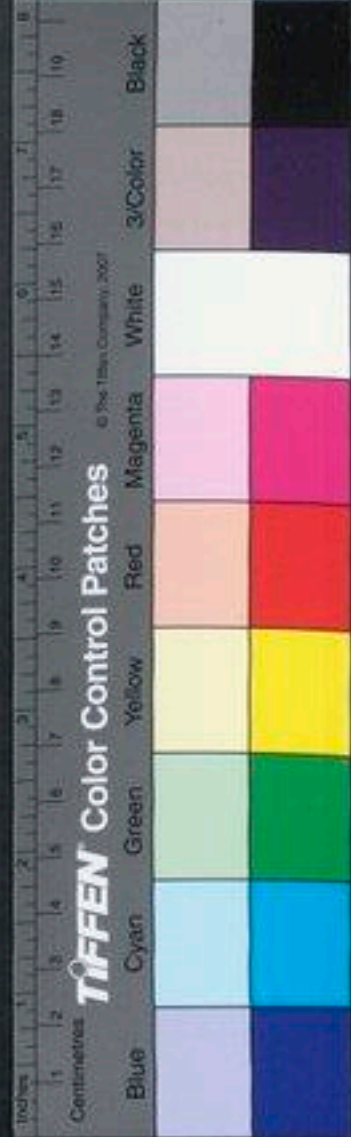 Inches 1 2 3 4 5 6 7 8
Centimetres 1 2 3 4 5 6 7 8 9 10 11 12 13 14 15 16 17 18 19
TIFFEN Color Control Patches © The Tiffen Company, 2007
Blue Cyan Green Yellow Red Magenta White 3/Color Black